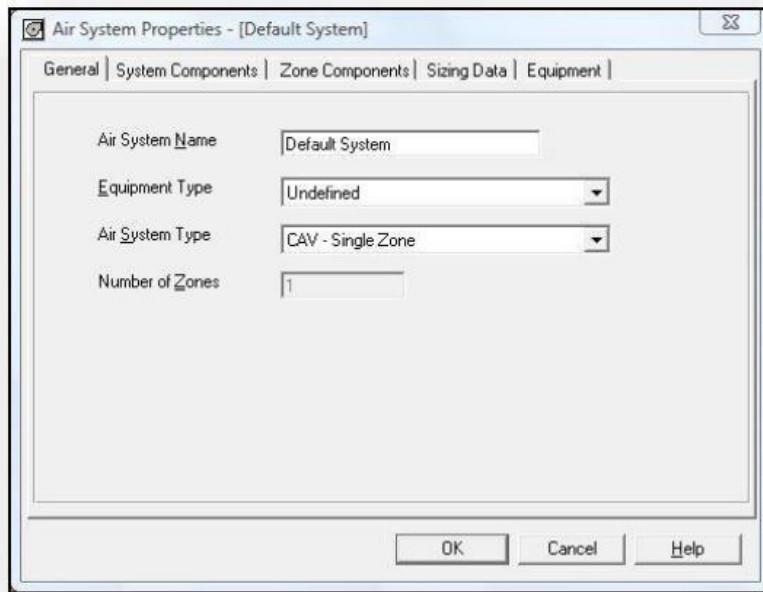 Air System Properties - [Default System]
General System Components Zone Components Sizing Data Equipment
Air System Name Default System
Equipment Type Undefined
Air System Type CAV - Single Zone
Number of Zones 1
OK Cancel Help